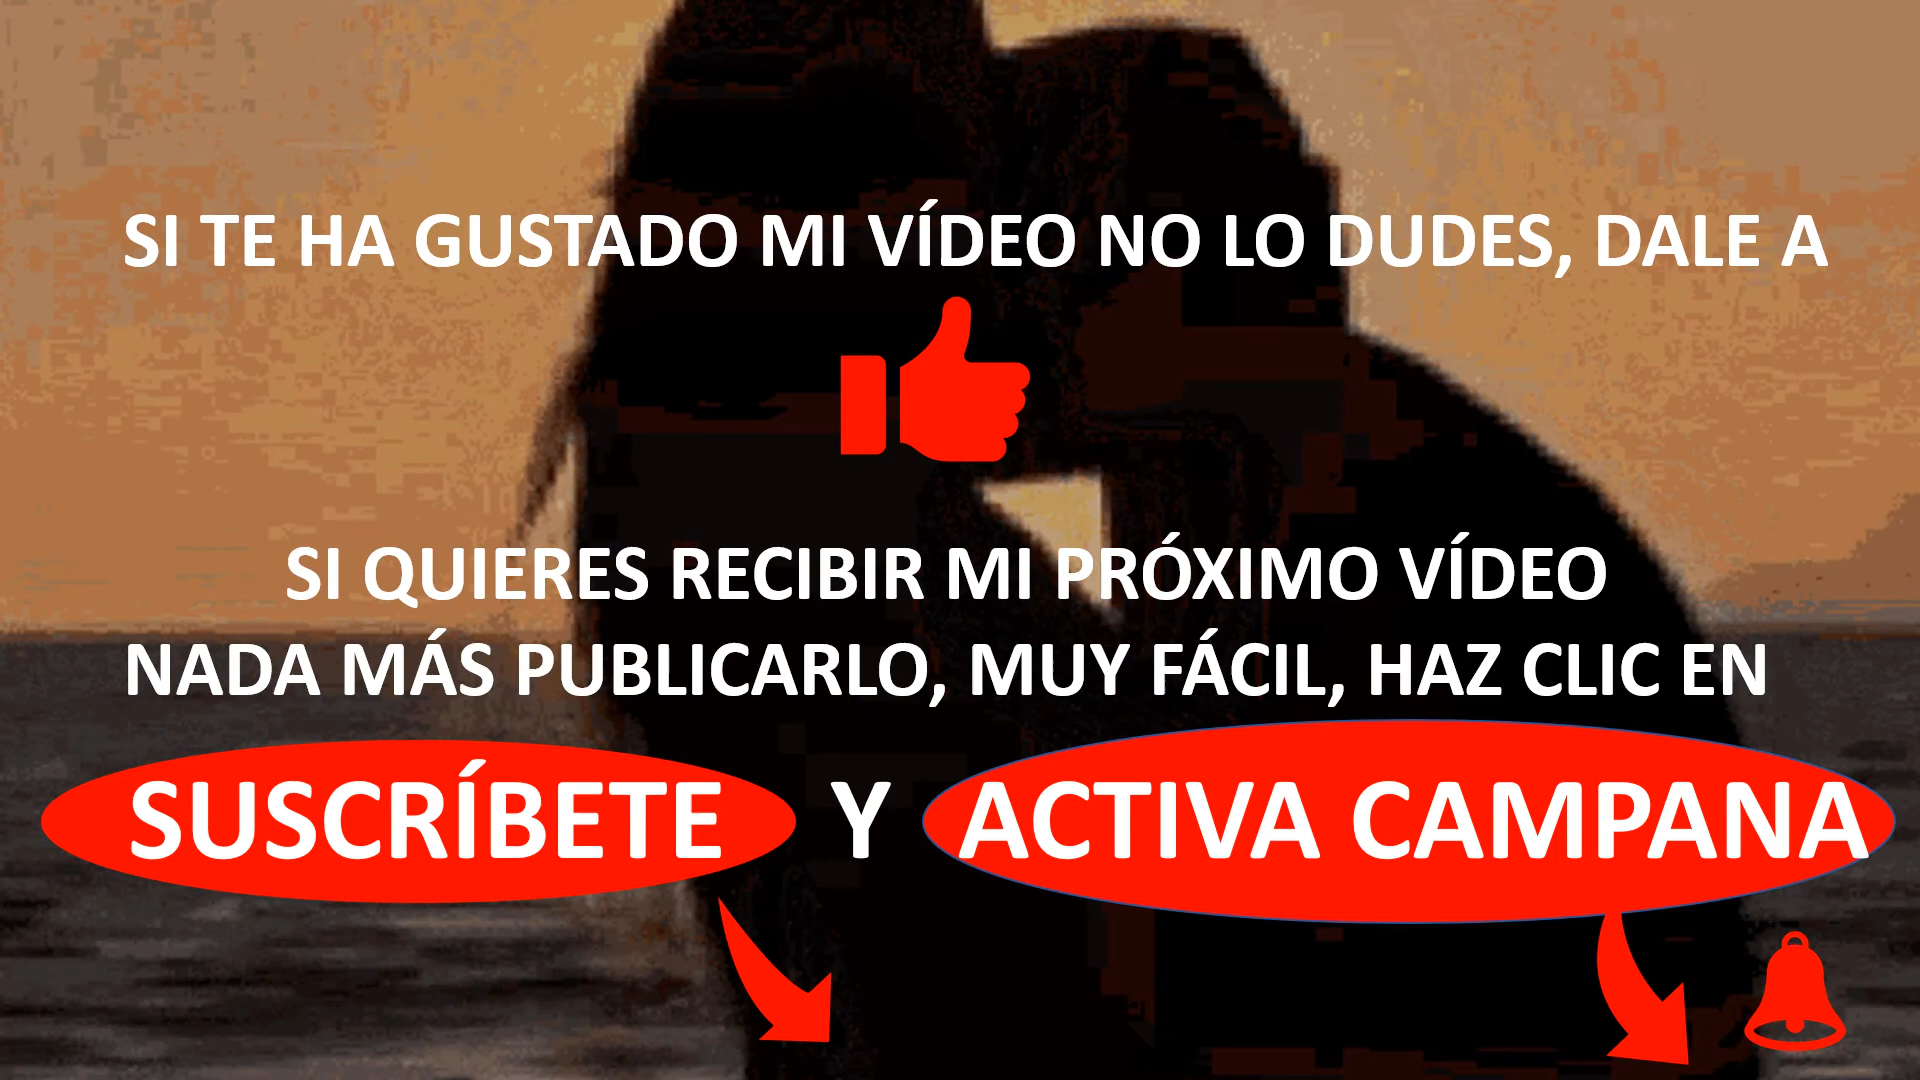 SI TE HA GUSTADO MI VÍDEO NO LO DUDES, DALE A
SI QUIERES RECIBIR MI PRÓXIMO VÍDEO
NADA MÁS PUBLICARLO, MUY FÁCIL, HAZ CLIC EN
SUSCRÍBETE Y ACTIVA CAMPANA